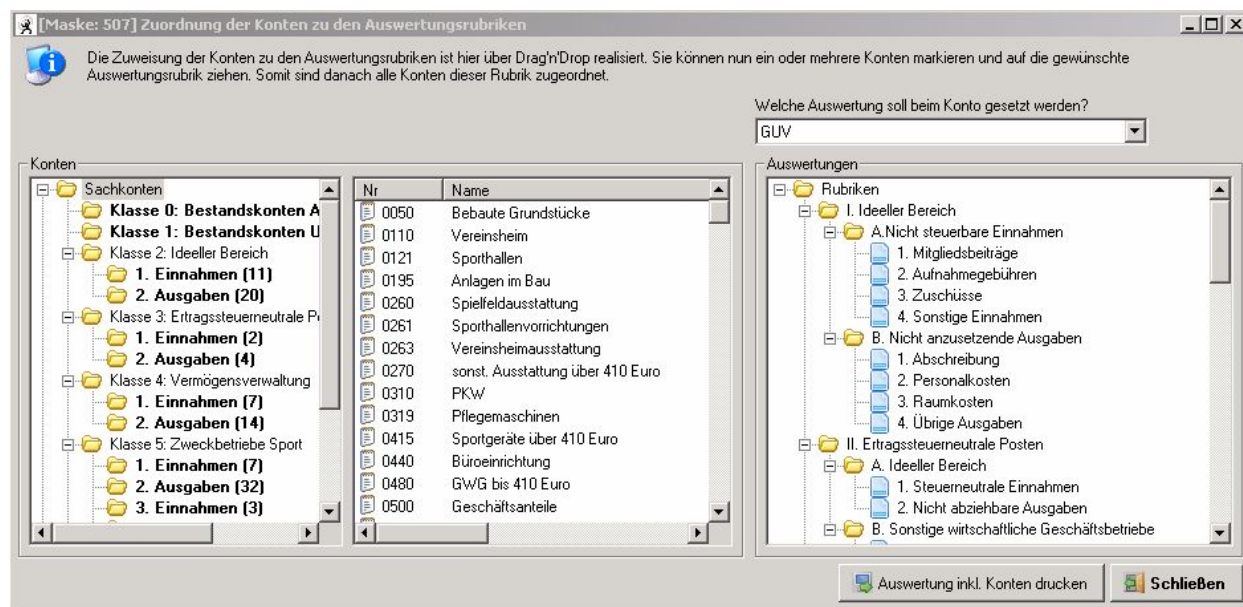 [Maske: 507] Zuordnung der Konten zu den Auswertungsrubriken
Die Zuweisung der Konten zu den Auswertungsrubriken ist hier über Drag'n'Drop realisiert. Sie können nun ein oder mehrere Konten markieren und auf die gewünschte
Auswertungsrubrik ziehen. Somit sind danach alle Konten dieser Rubrik zugeordnet.
Welche Auswertung soll beim Konto gesetzt werden?
GUV
Konten
Sachkonten
Klasse 0: Bestandskonten A
Klasse 1: Bestandskonten U
Klasse 2: Ideeller Bereich
1. Einnahmen (11)
2. Ausgaben (20)
Klasse 3: Ertragssteuerneutrale P
1. Einnahmen (2)
2. Ausgaben (4)
Klasse 4: Vermögensverwaltung
1. Einnahmen (7)
2. Ausgaben (14)
Klasse 5: Zweckbetriebe Sport
1. Einnahmen (7)
2. Ausgaben (32)
3. Einnahmen (3)
Nr Name
0050 Bebaute Grundstücke
0110 Vereinsheim
0121 Sporthallen
0195 Anlagen im Bau
0260 Spielfeldausstattung
0261 Sporthallenvorrichtungen
0263 Vereinsheimausstattung
0270 sonst. Ausstattung über 410 Euro
0310 PKW
0319 Pflegemaschinen
0415 Sportgeräte über 410 Euro
0440 Büroeinrichtung
0480 GWG bis 410 Euro
0500 Geschäftsanteile
Auswertungen
Rubriken
I. Ideeller Bereich
A.Nicht steuerbare Einnahmen
1. Mitgliedsbeiträge
2. Aufnahmegebühren
3. Zuschüsse
4. Sonstige Einnahmen
B. Nicht anzusetzende Ausgaben
1. Abschreibung
2. Personalkosten
3. Raumkosten
4. Übrige Ausgaben
II. Ertragssteuerneutrale Posten
A. Ideeller Bereich
1. Steuerneutrale Einnahmen
2. Nicht abziehbare Ausgaben
B. Sonstige wirtschaftliche Geschäftsbetriebe
Auswertung inkl. Konten drucken
Schließen